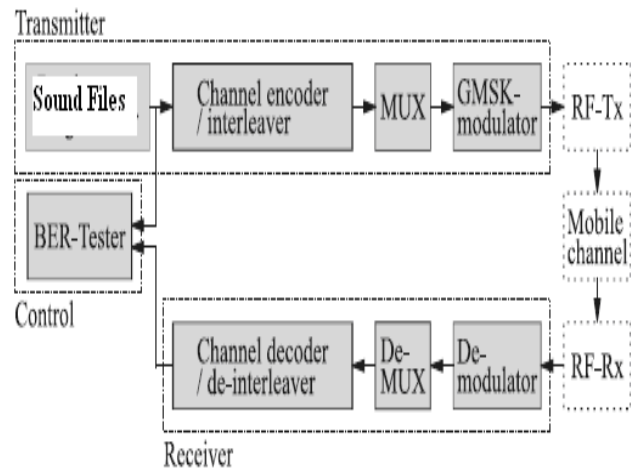 Transmitter
Sound Files
Channel encoder
/ interleaver
MUX
GMSK-
modulator
RF-Tx
Mobile
channel
BER-Tester
Control
Channel decoder
/ de-interleaver
De-
MUX
De-
modulator
RF-Rx
Receiver